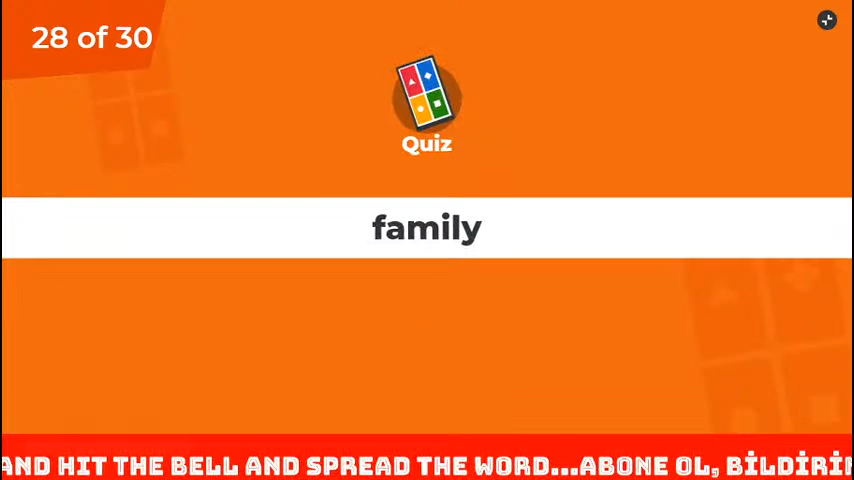 28 of 30
Quiz
family
AND HIT THE BELL AND SPREAD THE WORD...ABONE OL, BİLDİRİ